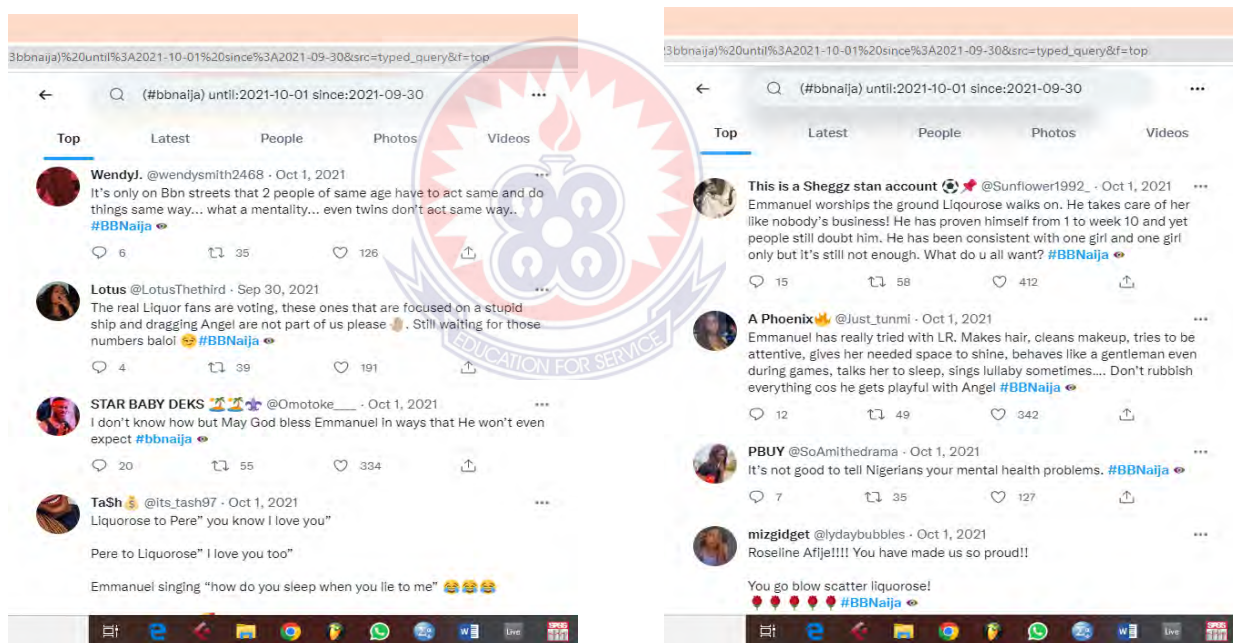 3bbnaija)%20until%3A2021-10-01%20since%3A2021-09-30&src=typed_query&f=top
(#bbnaija) until:2021-10-01 since:2021-09-30
Top Latest People Photos Videos
WendyJ. @wendysmith2468 · Oct 1, 2021
It's only on Bbn streets that 2 people of same age have to act same and do
things same way... what a mentality... even twins don't act same way..
#BBNaija
6 35 126
Lotus @LotusThethird · Sep 30, 2021
The real Liquor fans are voting, these ones that are focused on a stupid
ship and dragging Angel are not part of us please. Still waiting for those
numbers baloi #BBNaija
4 39 191
STAR BABY DEKS @Omotoke___ · Oct 1, 2021
I don't know how but May God bless Emmanuel in ways that He won't even
expect #bbnaija
20 55 334
Ta$h @its_tash97 · Oct 1, 2021
Liquorose to Pere" you know I love you"
Pere to Liquorose" I love you too"
Emmanuel singing "how do you sleep when you lie to me"
Live
SPSS
EDUCATION FOR SERVICE
3bbnaija)%20until%3A2021-10-01%20since%3A2021-09-30&src=typed_query&f=top
(#bbnaija) until:2021-10-01 since:2021-09-30
Top Latest People Photos Videos
This is a Sheggz stan account @Sunflower1992_ · Oct 1, 2021
Emmanuel worships the ground Liqourose walks on. He takes care of her
like nobody's business! He has proven himself from 1 to week 10 and yet
people still doubt him. He has been consistent with one girl and one girl
only but it's still not enough. What do u all want? #BBNaija
15 58 412
A Phoenix @Just_tunmi · Oct 1, 2021
Emmanuel has really tried with LR. Makes hair, cleans makeup, tries to be
attentive, gives her needed space to shine, behaves like a gentleman even
during games, talks her to sleep, sings lullaby sometimes.... Don't rubbish
everything cos he gets playful with Angel #BBNaija
12 49 342
PBUY @SoAmithedrama · Oct 1, 2021
It's not good to tell Nigerians your mental health problems. #BBNaija
7 35 127
mizgidget @lydaybubbles · Oct 1, 2021
Roseline Afije!!!! You have made us so proud!!
You go blow scatter liquorose!
#BBNaija
Live
SPSS